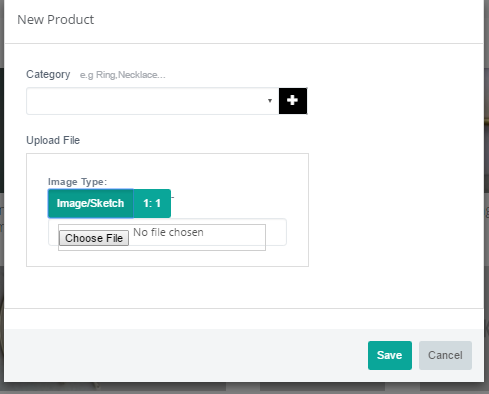 New Product
Category e.g Ring,Necklace...
Upload File
Image Type:
Image/Sketch 1: 1
Choose File No file chosen
Save Cancel